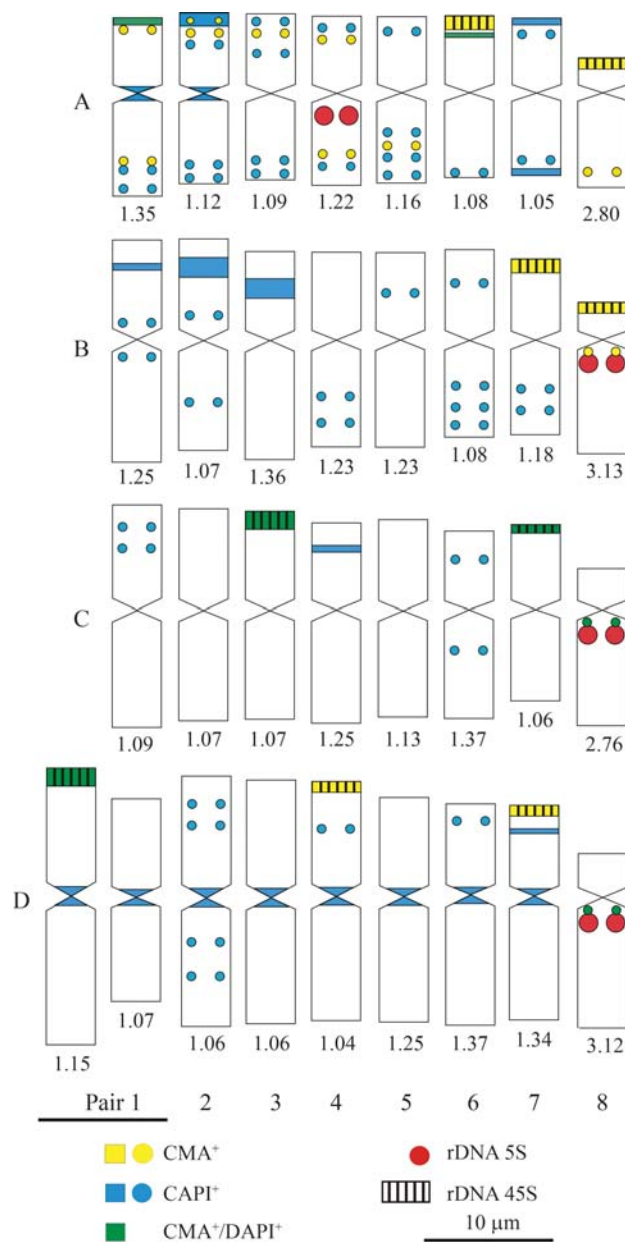 A
1.35 1.12 1.09 1.22 1.16 1.08 1.05 2.80
B
1.25 1.07 1.36 1.23 1.23 1.08 1.18 3.13
C
1.09 1.07 1.07 1.25 1.13 1.37 1.06 2.76
D
1.15 1.07 1.06 1.06 1.04 1.25 1.37 1.34 3.12
Pair 1 2 3 4 5 6 7 8
CMA⁺ rDNA 5S
CAPI⁺ rDNA 45S
CMA⁺/DAPI⁺ 10 µm